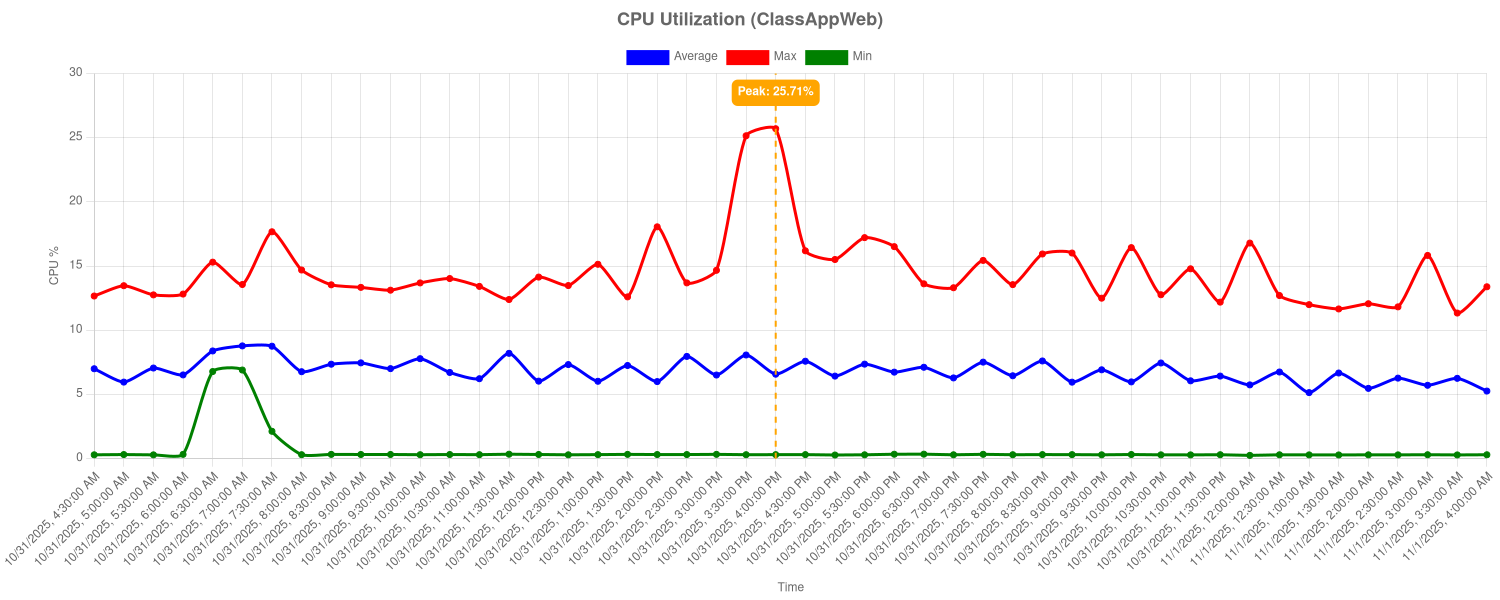 CPU Utilization (ClassAppWeb)
Average Max Min
Peak: 25.71%
CPU %
30
25
20
15
10
5
0
10/31/2025, 4:30:00 AM
10/31/2025, 5:00:00 AM
10/31/2025, 5:30:00 AM
10/31/2025, 6:00:00 AM
10/31/2025, 6:30:00 AM
10/31/2025, 7:00:00 AM
10/31/2025, 7:30:00 AM
10/31/2025, 8:00:00 AM
10/31/2025, 8:30:00 AM
10/31/2025, 9:00:00 AM
10/31/2025, 9:30:00 AM
10/31/2025, 10:00:00 AM
10/31/2025, 10:30:00 AM
10/31/2025, 11:00:00 AM
10/31/2025, 11:30:00 AM
10/31/2025, 12:00:00 PM
10/31/2025, 12:30:00 PM
10/31/2025, 1:00:00 PM
10/31/2025, 1:30:00 PM
10/31/2025, 2:00:00 PM
10/31/2025, 2:30:00 PM
10/31/2025, 3:00:00 PM
10/31/2025, 3:30:00 PM
10/31/2025, 4:00:00 PM
10/31/2025, 4:30:00 PM
10/31/2025, 5:00:00 PM
10/31/2025, 5:30:00 PM
10/31/2025, 6:00:00 PM
10/31/2025, 6:30:00 PM
10/31/2025, 7:00:00 PM
10/31/2025, 7:30:00 PM
10/31/2025, 8:00:00 PM
10/31/2025, 8:30:00 PM
10/31/2025, 9:00:00 PM
10/31/2025, 9:30:00 PM
10/31/2025, 10:00:00 PM
10/31/2025, 10:30:00 PM
10/31/2025, 11:00:00 PM
10/31/2025, 11:30:00 PM
11/1/2025, 12:00:00 AM
11/1/2025, 12:30:00 AM
11/1/2025, 1:00:00 AM
11/1/2025, 1:30:00 AM
11/1/2025, 2:00:00 AM
11/1/2025, 2:30:00 AM
11/1/2025, 3:00:00 AM
11/1/2025, 3:30:00 AM
11/1/2025, 4:00:00 AM
Time